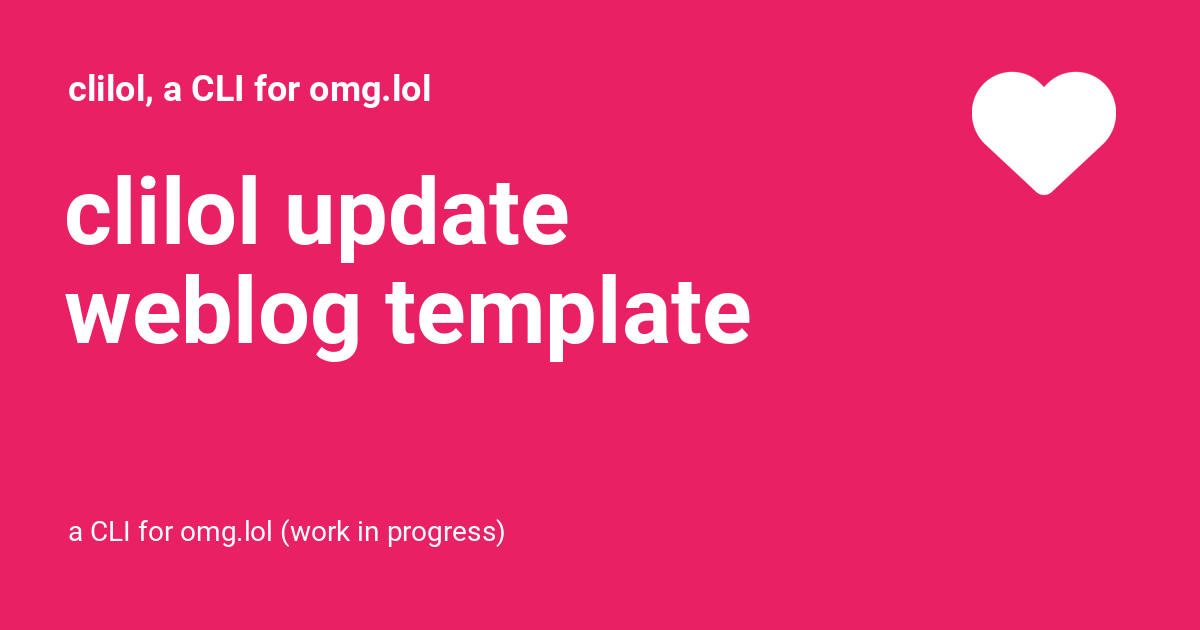 clilol, a CLI for omg.lol
clilol update
weblog template
a CLI for omg.lol (work in progress)